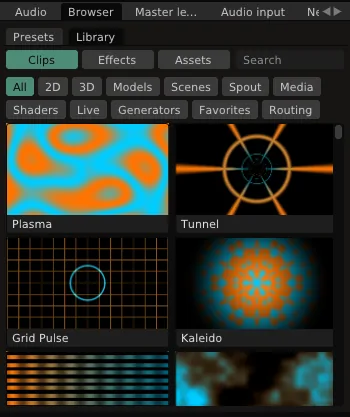 Audio Browser Master le... Audio input Ne
Presets Library
Clips Effects Assets Search
All 2D 3D Models Scenes Spout Media
Shaders Live Generators Favorites Routing
Plasma Tunnel
Grid Pulse Kaleido